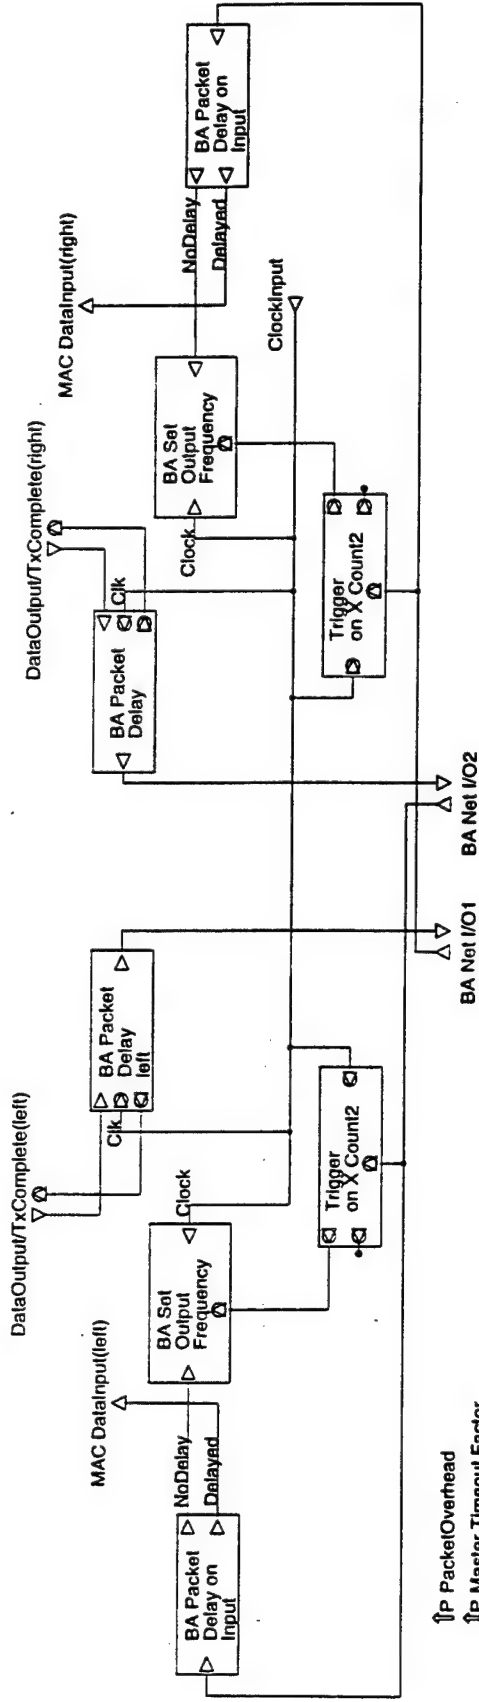 DataOutput/TxComplete(left)
DataOutput/TxComplete(right)
MAC DataInput(left)
MAC DataInput(right)
BA Packet
Delay on
Input
NoDelay
Delayed
BA Set
Output
Frequency
Clock
Clk
BA Packet
Delay
left
BA Packet
Delay
Clk
BA Set
Output
Frequency
Clock
NoDelay
Delayed
BA Packet
Delay on
Input
ClockInput
Trigger
on X Count2
Trigger
on X Count2
BA Net I/O1
BA Net I/O2
⇑P PacketOverhead
⇑P Master Timeout Factor